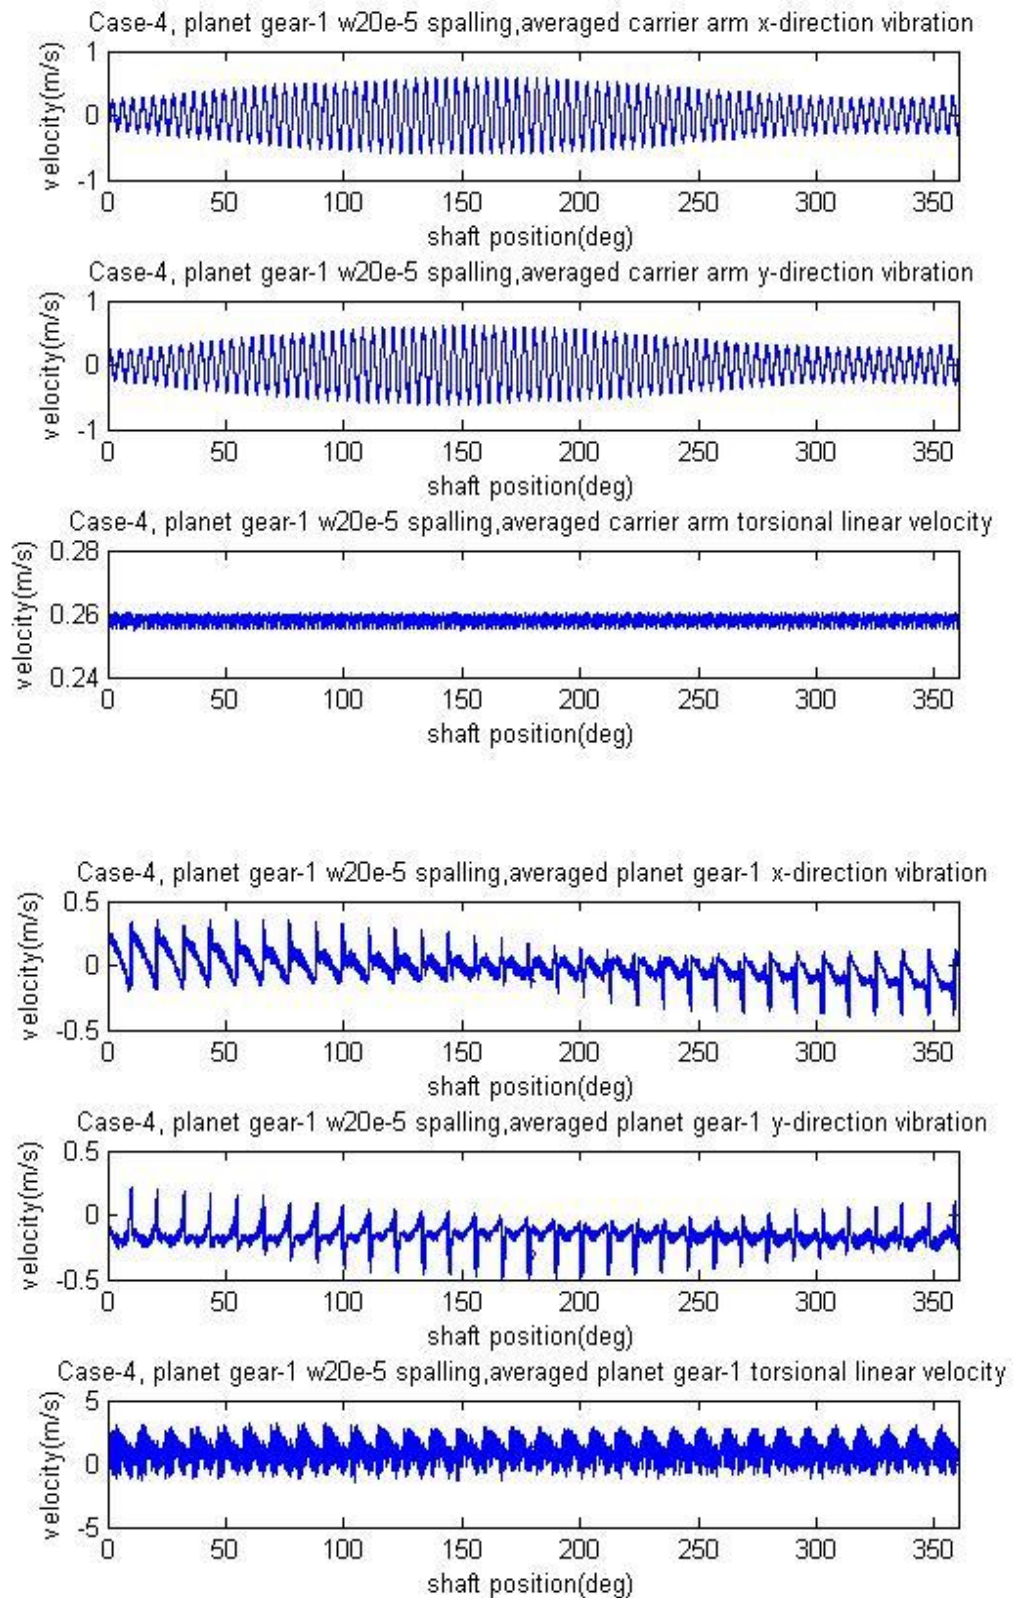 Case-4, planet gear-1 w20e-5 spalling,averaged carrier arm x-direction vibration
1
0
-1
velocity(m/s)
0 50 100 150 200 250 300 350
shaft position(deg)
Case-4, planet gear-1 w20e-5 spalling,averaged carrier arm y-direction vibration
1
0
-1
velocity(m/s)
0 50 100 150 200 250 300 350
shaft position(deg)
Case-4, planet gear-1 w20e-5 spalling,averaged carrier arm torsional linear velocity
0.28
0.26
0.24
velocity(m/s)
0 50 100 150 200 250 300 350
shaft position(deg)
Case-4, planet gear-1 w20e-5 spalling,averaged planet gear-1 x-direction vibration
0.5
0
-0.5
velocity(m/s)
0 50 100 150 200 250 300 350
shaft position(deg)
Case-4, planet gear-1 w20e-5 spalling,averaged planet gear-1 y-direction vibration
0.5
0
-0.5
velocity(m/s)
0 50 100 150 200 250 300 350
shaft position(deg)
Case-4, planet gear-1 w20e-5 spalling,averaged planet gear-1 torsional linear velocity
5
0
-5
velocity(m/s)
0 50 100 150 200 250 300 350
shaft position(deg)